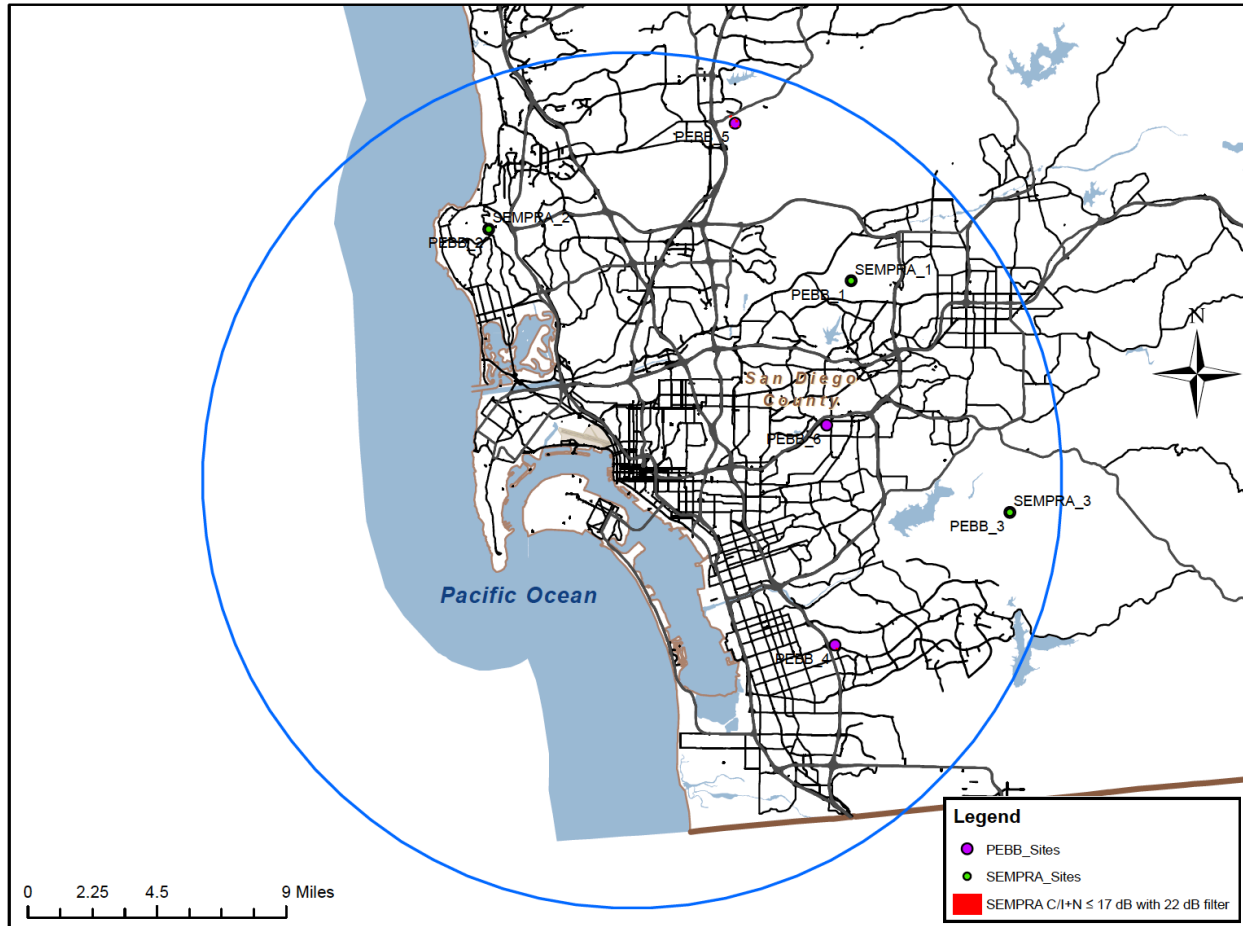 PEBB_5
SEMPRA_2
PEBB_2
SEMPRA_1
PEBB_1
N
San Diego
County
PEBB_6
SEMPRA_3
PEBB_3
Pacific Ocean
PEBB_4
Legend
PEBB_Sites
SEMPRA_Sites
SEMPRA C/I+N ≤ 17 dB with 22 dB filter
0 2.25 4.5 9 Miles